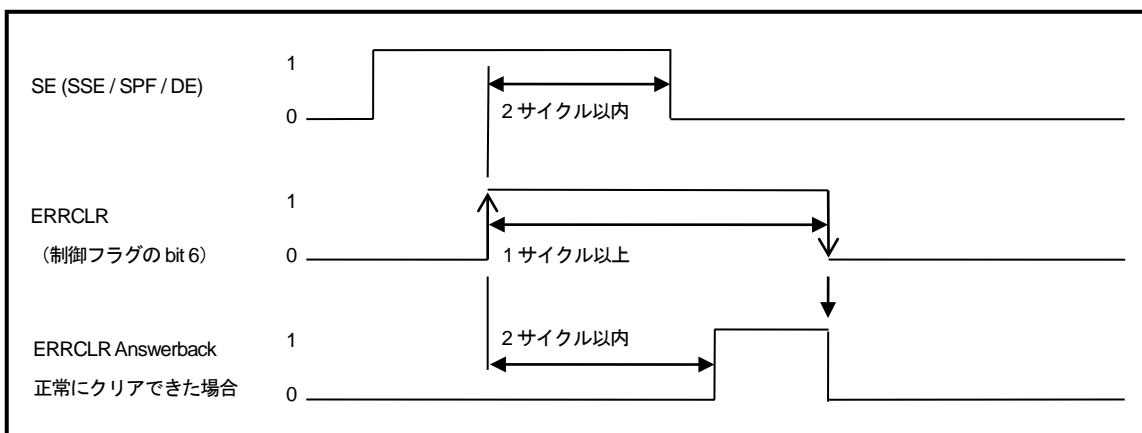 1
SE (SSE / SPF / DE)
2 サイクル以内
0
1
ERRCLR
（制御フラグの bit 6）
0
1 サイクル以上
2 サイクル以内
1
ERRCLR Answerback
正常にクリアできた場合
0